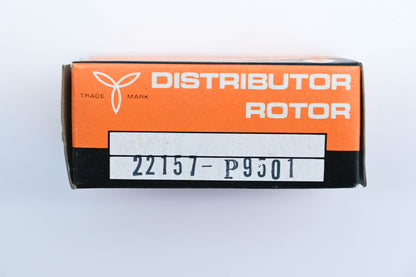 DISTRIBUTOR
TRADE MARK
ROTOR
22157-P9501